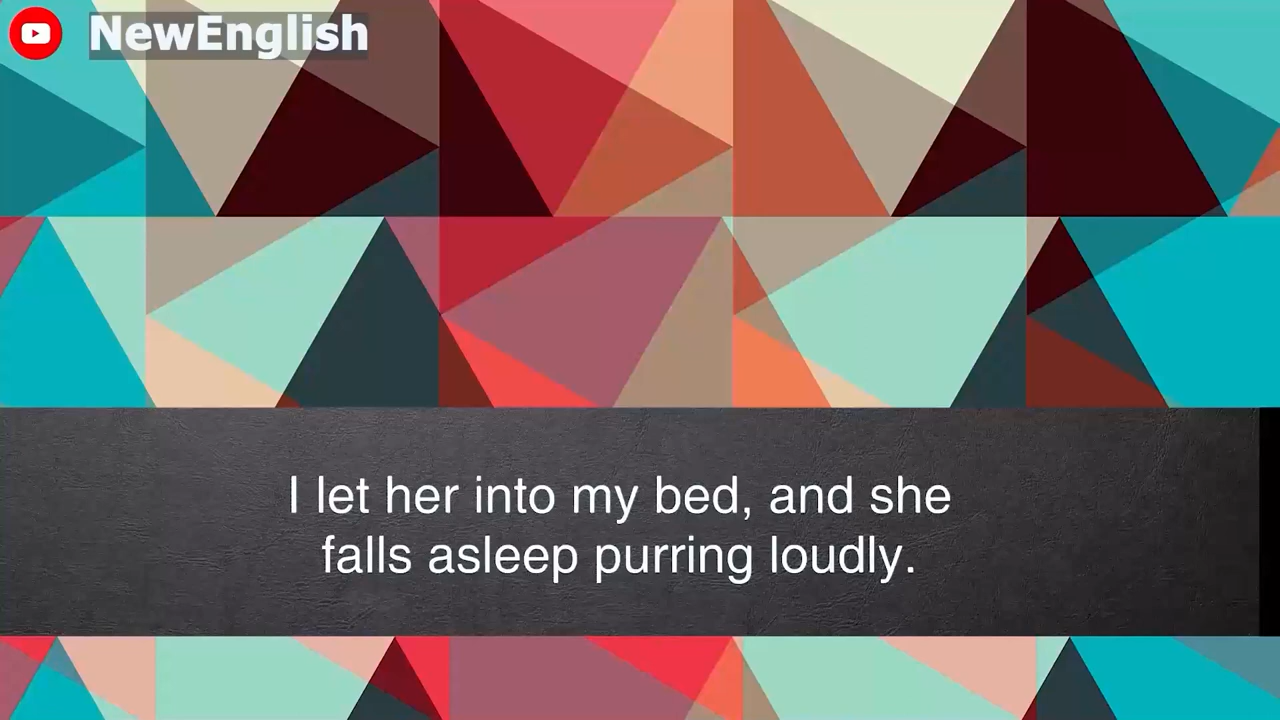 NewEnglish
I let her into my bed, and she
falls asleep purring loudly.